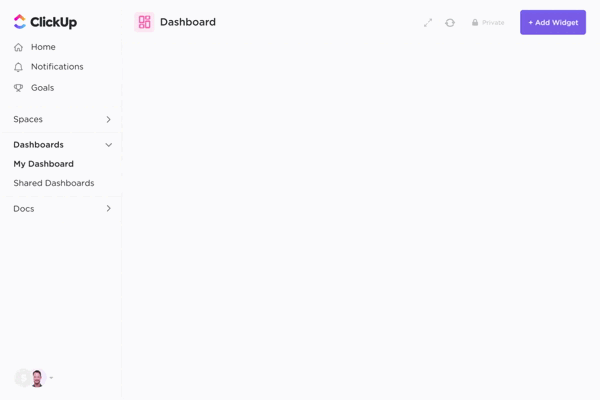 ClickUp
Dashboard
Private
+ Add Widget
Home
Notifications
Goals
Spaces
Dashboards
My Dashboard
Shared Dashboards
Docs